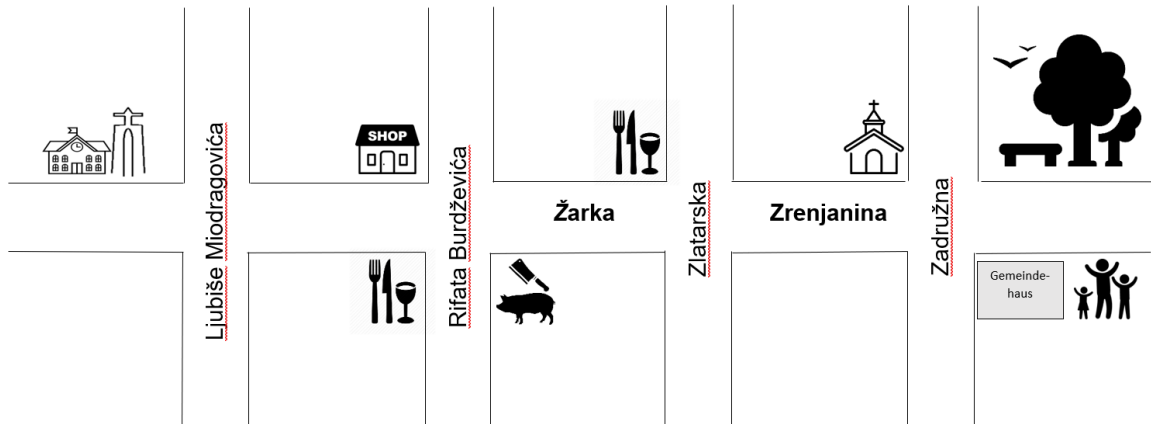 SHOP
Ljubiše Miodragovića
Rifata Burdževića
Žarka
Zlatarska
Zrenjanina
Zadružna
Gemeinde-
haus